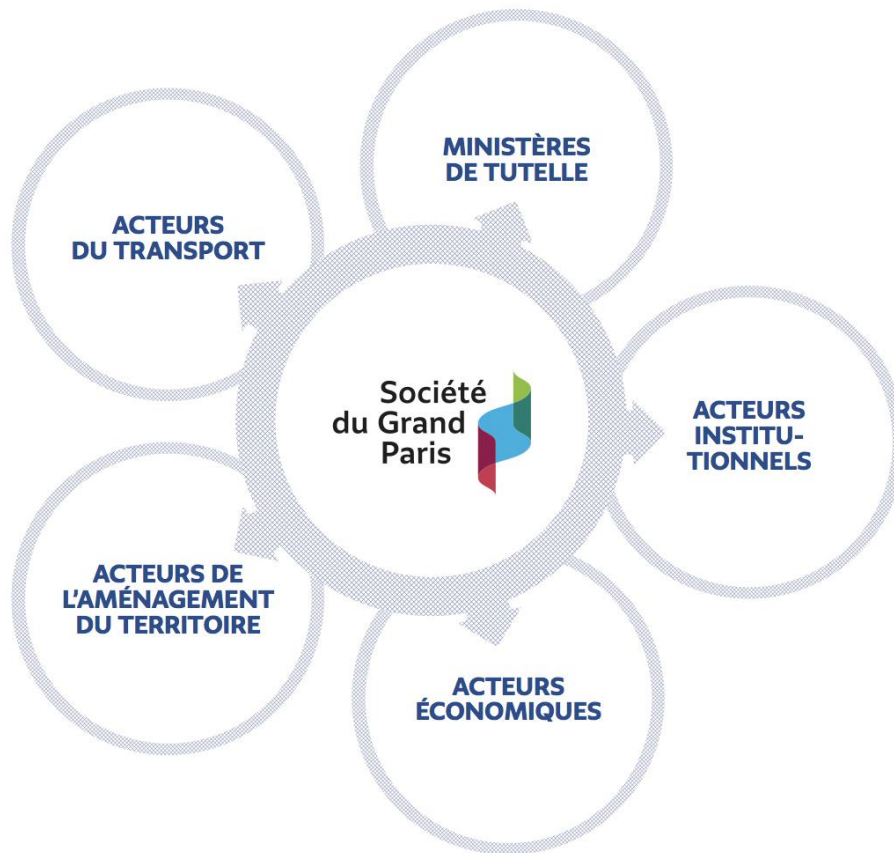 MINISTÈRES
DE TUTELLE
ACTEURS
DU TRANSPORT
Société
du Grand
Paris
ACTEURS
INSTITU-
TIONNELS
ACTEURS DE
L'AMÉNAGEMENT
DU TERRITOIRE
ACTEURS
ÉCONOMIQUES